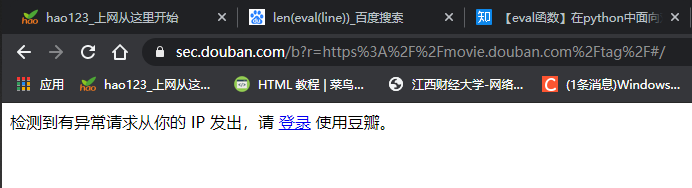 hao123_上网从这里开始
len(eval(line))_百度搜索
知
【eval函数】在python中面向
sec.douban.com/b?r=https%3A%2F%2Fmovie.douban.com%2Ftag%2F#/
应用
hao123_上网从这...
HTML 教程 | 菜鸟...
江西财经大学-网络...
C
(1条消息)Windows...
检测到有异常请求从你的 IP 发出，请 登录 使用豆瓣。